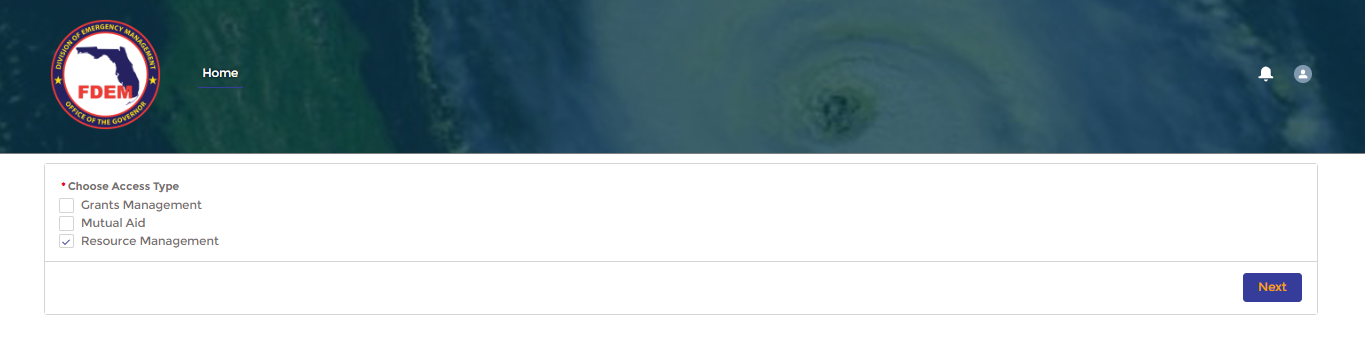 DIVISION OF EMERGENCY MANAGEMENT
FDEM
OFFICE OF THE GOVERNOR
Home
* Choose Access Type
Grants Management
Mutual Aid
Resource Management
Next